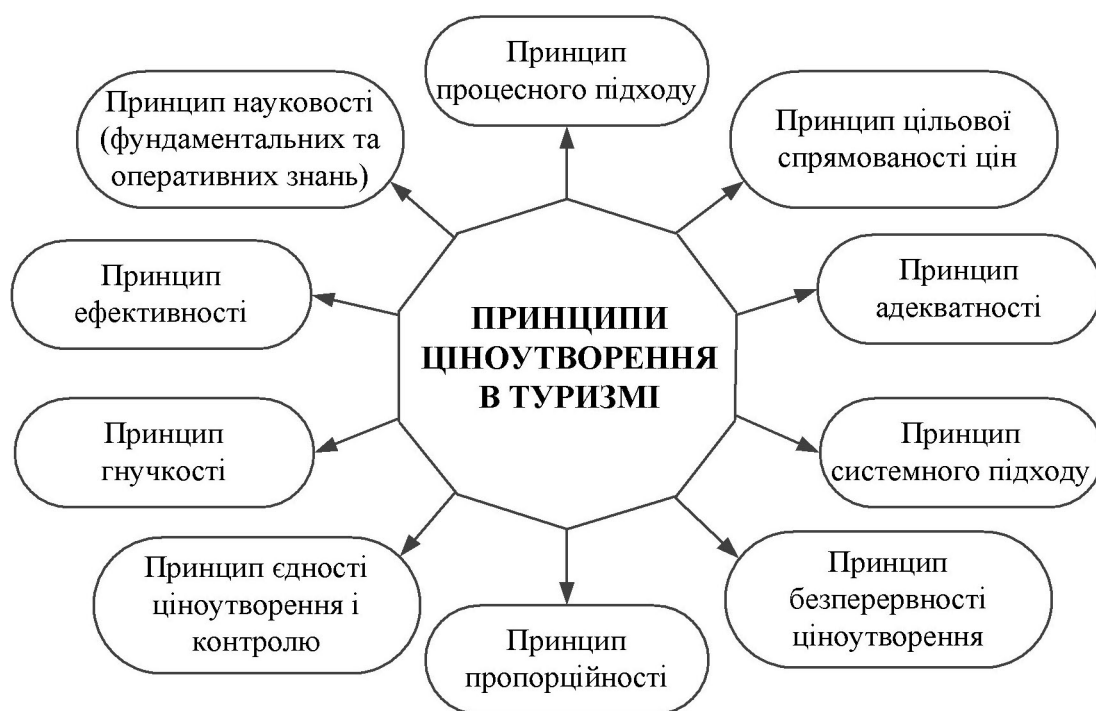 Принцип
процесного підходу
Принцип науковості
(фундаментальних та
оперативних знань)
Принцип цільової
спрямованості цін
Принцип
ефективності
Принцип
адекватності
ПРИНЦИПИ
ЦІНОУТВОРЕННЯ
В ТУРИЗМІ
Принцип
гнучкості
Принцип
системного підходу
Принцип єдності
ціноутворення і
контролю
Принцип
безперервності
ціноутворення
Принцип
пропорційності